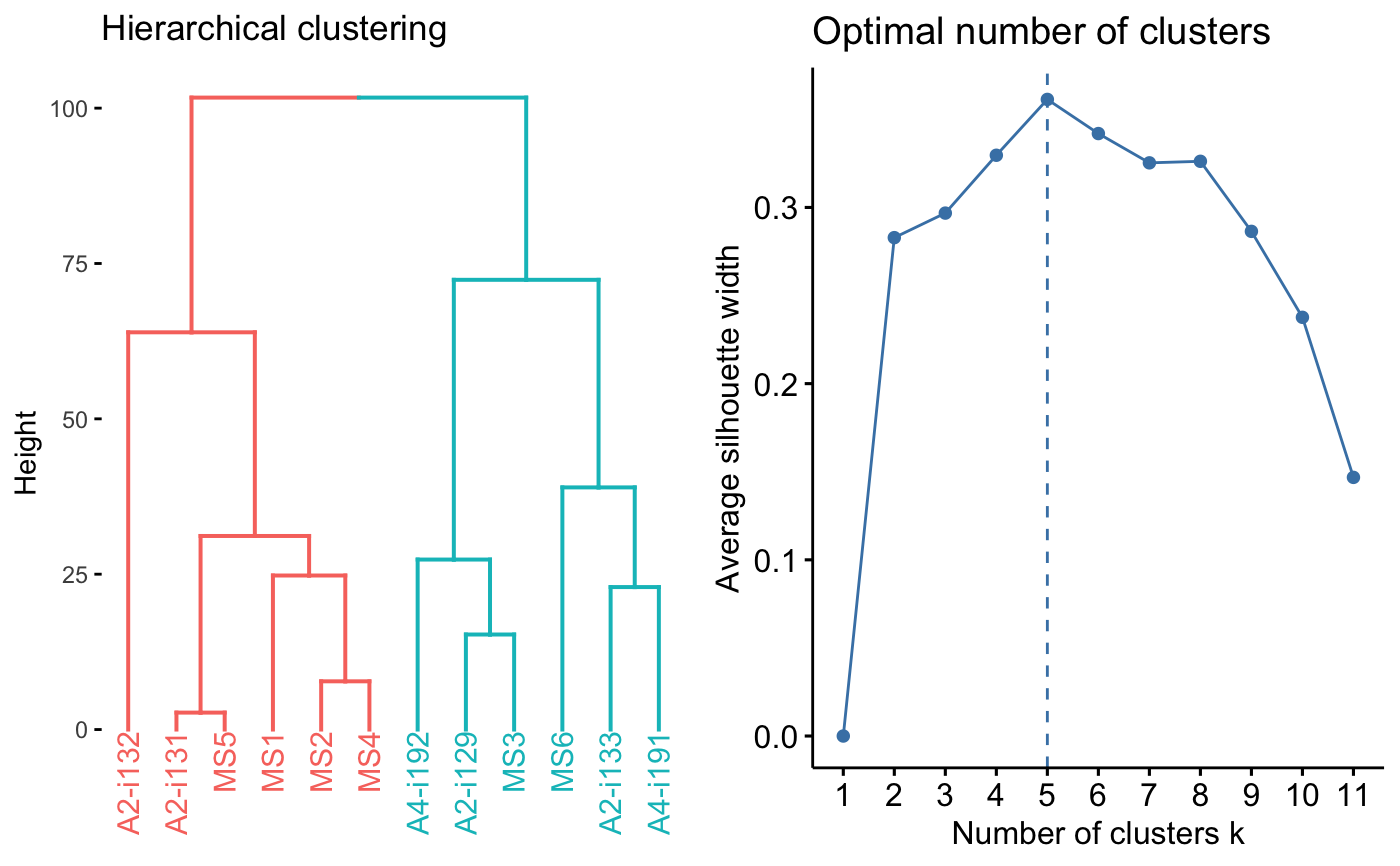 Hierarchical clustering
Height
100
75
50
25
0
A2-i132
A2-i131
MS5
MS1
MS2
MS4
A4-i192
A2-i129
MS3
MS6
A2-i133
A4-i191
Optimal number of clusters
Average silhouette width
0.3
0.2
0.1
0.0
1 2 3 4 5 6 7 8 9 10 11
Number of clusters k